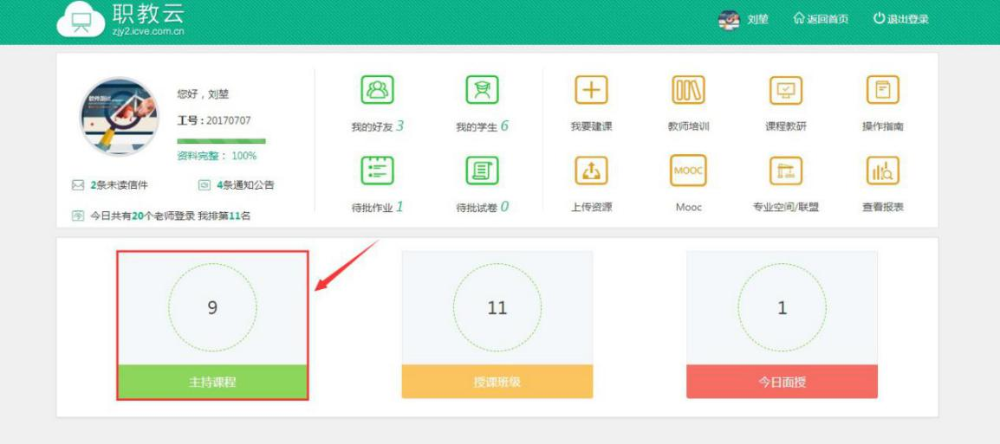 职教云
zjy2.icve.com.cn
刘堃
返回首页
退出登录
软件测试
您好，刘堃
工号：20170707
资料完整： 100%
2条未读信件
4条通知公告
今日共有20个老师登录 我排第11名
我的好友 3
我的学生 6
我要建课
教师培训
课程教研
操作指南
待批作业 1
待批试卷 0
上传资源
MOOC
Mooc
专业空间/联盟
查看报表
9
11
1
主持课程
授课班级
今日面授